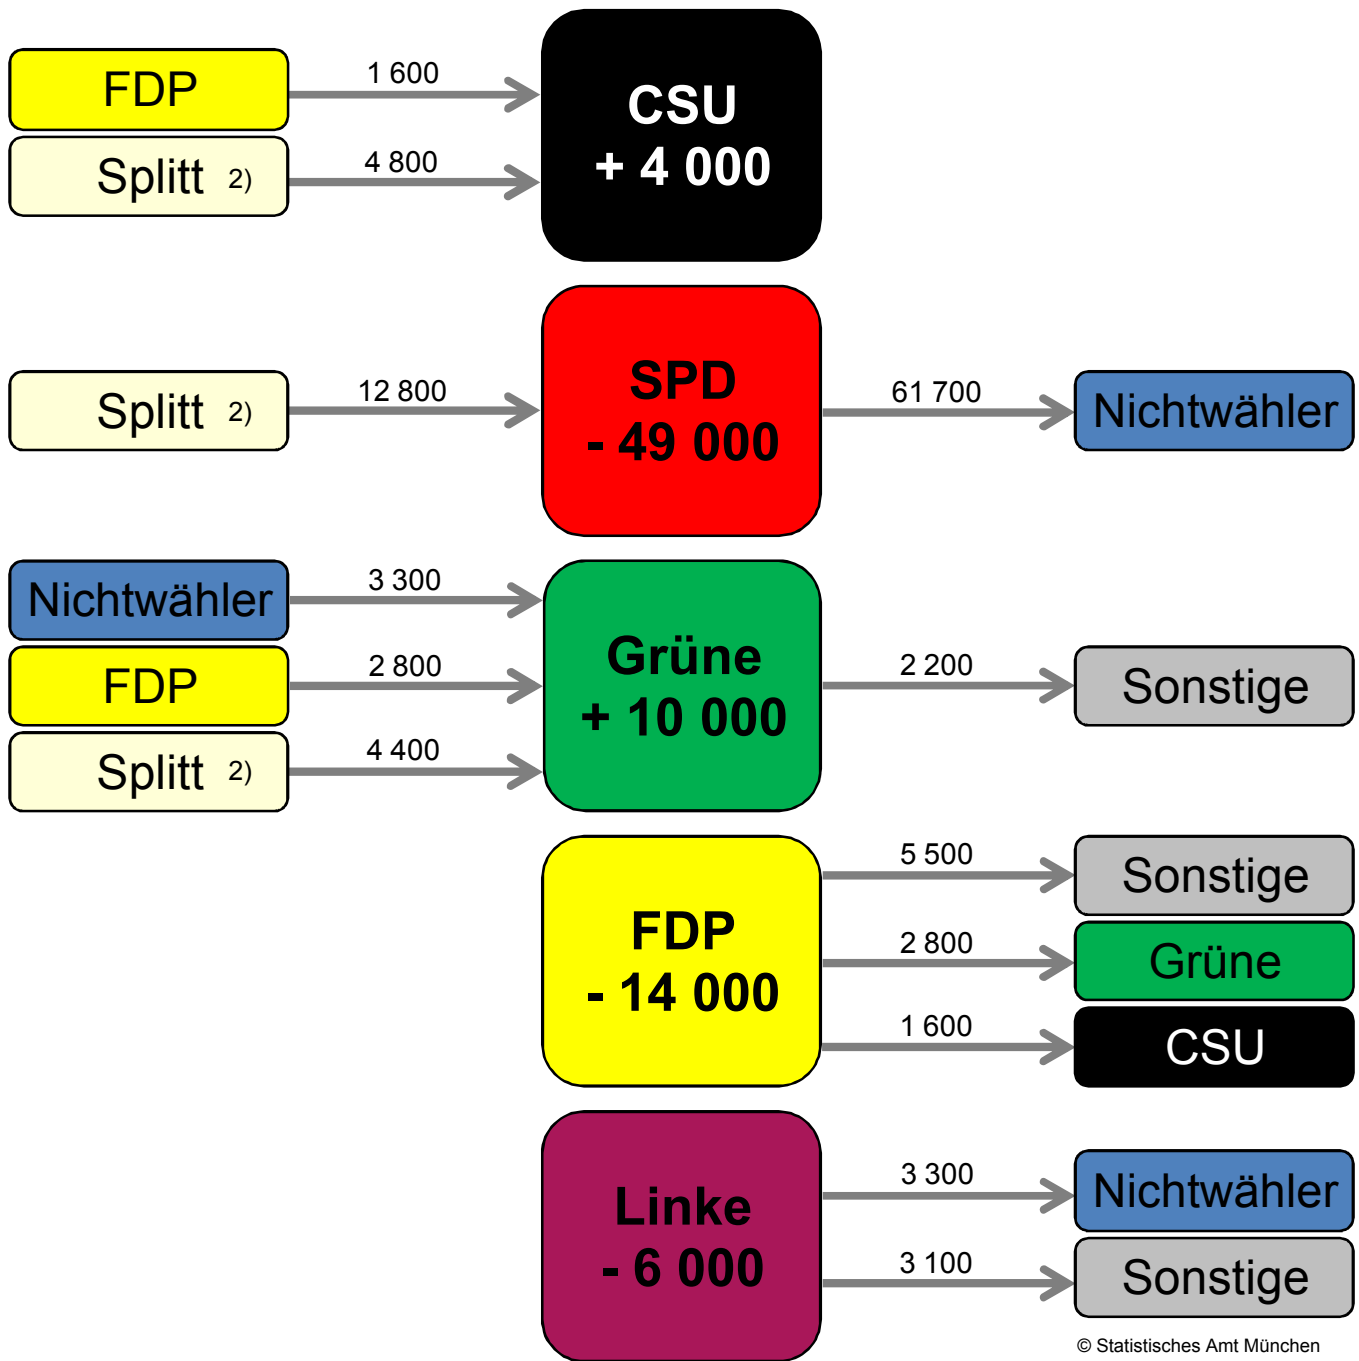 FDP
1 600
CSU
+ 4 000
Splitt 2)
4 800
Splitt 2)
12 800
SPD
- 49 000
61 700
Nichtwähler
Nichtwähler
3 300
FDP
2 800
Splitt 2)
4 400
Grüne
+ 10 000
2 200
Sonstige
FDP
- 14 000
5 500
Sonstige
2 800
Grüne
1 600
CSU
Linke
- 6 000
3 300
Nichtwähler
3 100
Sonstige
© Statistisches Amt München